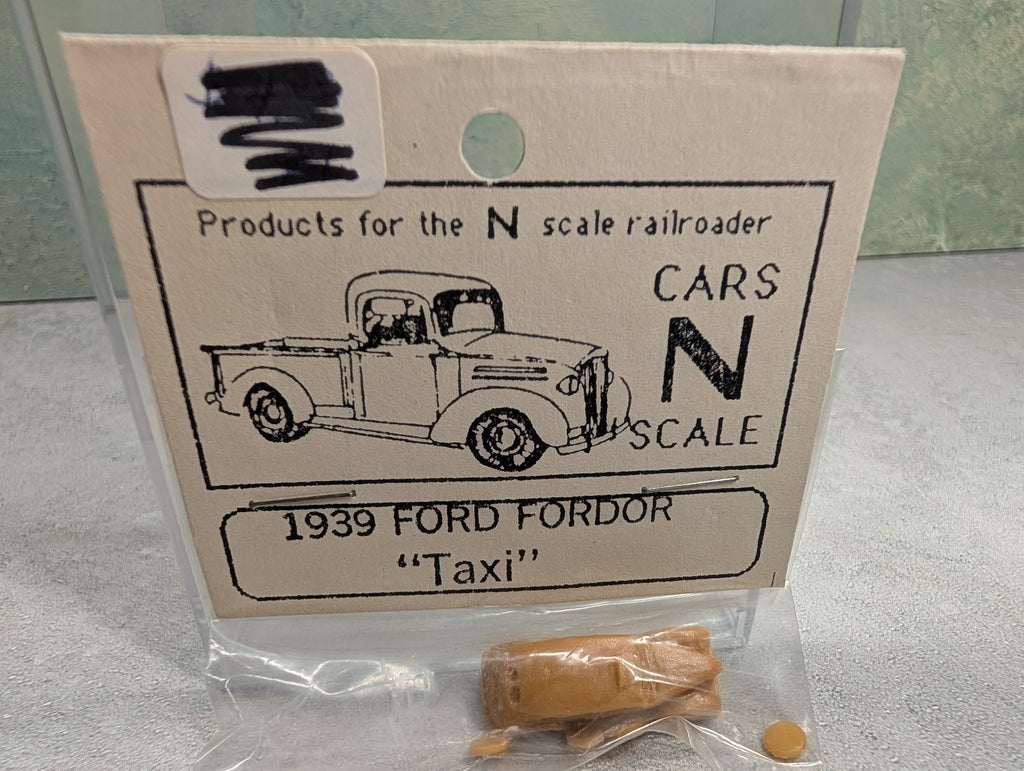 Products for the N scale railroader
CARS
N
SCALE
1939 FORD FORDOR
“Taxi”